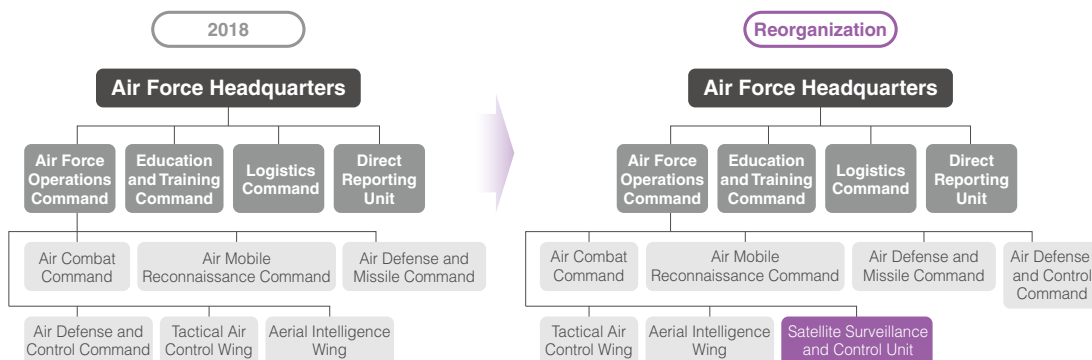 2018
Air Force Headquarters
Air Force
Operations
Command
Education
and Training
Command
Logistics
Command
Direct
Reporting
Unit
Air Combat
Command
Air Mobile
Reconnaissance Command
Air Defense and
Missile Command
Air Defense and
Control Command
Tactical Air
Control Wing
Aerial Intelligence
Wing
Reorganization
Air Force Headquarters
Air Force
Operations
Command
Education
and Training
Command
Logistics
Command
Direct
Reporting
Unit
Air Combat
Command
Air Mobile
Reconnaissance Command
Air Defense and
Missile Command
Air Defense
and Control
Command
Tactical Air
Control Wing
Aerial Intelligence
Wing
Satellite Surveillance
and Control Unit